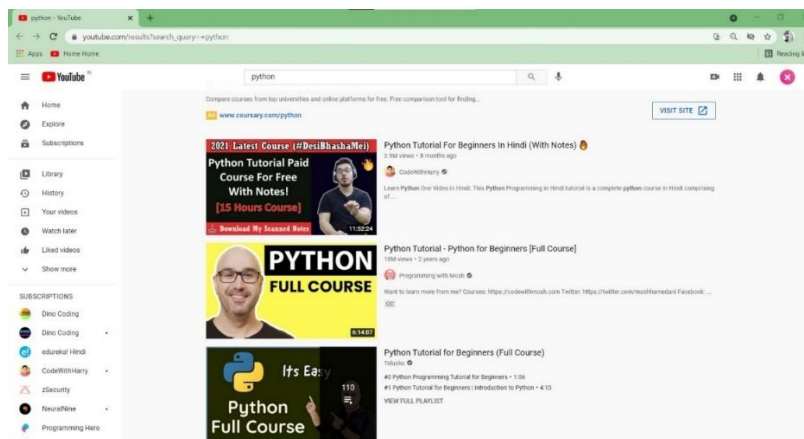 python - YouTube
youtube.com/results?search_query=+python
Apps
Home Home
Reading
YouTube
python
Home
Explore
Subscriptions
Library
History
Your videos
Watch later
Liked videos
Show more
SUBSCRIPTIONS
Dino Coding
Dino Coding
edureka! Hindi
CodeWithHarry
zSecurity
NeuralNine
Programming Hero
Compare courses from top universities and online platforms for free. Free comparison tool for finding...
Ad www.coursary.com/python
VISIT SITE
2021 Latest Course (#DesiBhashaMei)
Python Tutorial Paid
Course For Free
With Notes!
[15 Hours Course]
Download My Scanned Notes
11:52:24
Python Tutorial For Beginners In Hindi (With Notes) 🔥
3.9M views • 8 months ago
CodeWithHarry
Learn Python One Video in Hindi. This Python Programming in Hindi tutorial is a complete python course in Hindi comprising
of ...
PYTHON
FULL COURSE
6:14:07
Python Tutorial - Python for Beginners [Full Course]
18M views • 2 years ago
Programming with Mosh
Want to learn more from me? Courses: https://codewithmosh.com Twitter: https://twitter.com/moshhamedani Facebook: ...
CC
Its Easy
Python
Full Course
110
Python Tutorial for Beginners (Full Course)
Telusko
#0 Python Programming Tutorial for Beginners • 1:06
#1 Python Tutorial for Beginners | Introduction to Python • 4:13
VIEW FULL PLAYLIST